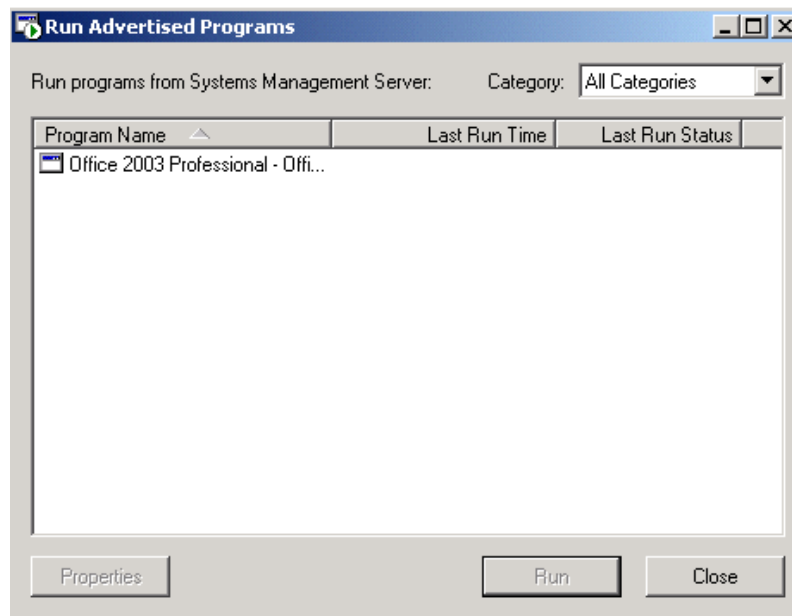 Run Advertised Programs
Run programs from Systems Management Server: Category: All Categories
Program Name Last Run Time Last Run Status
Office 2003 Professional - Offi...
Properties Run Close